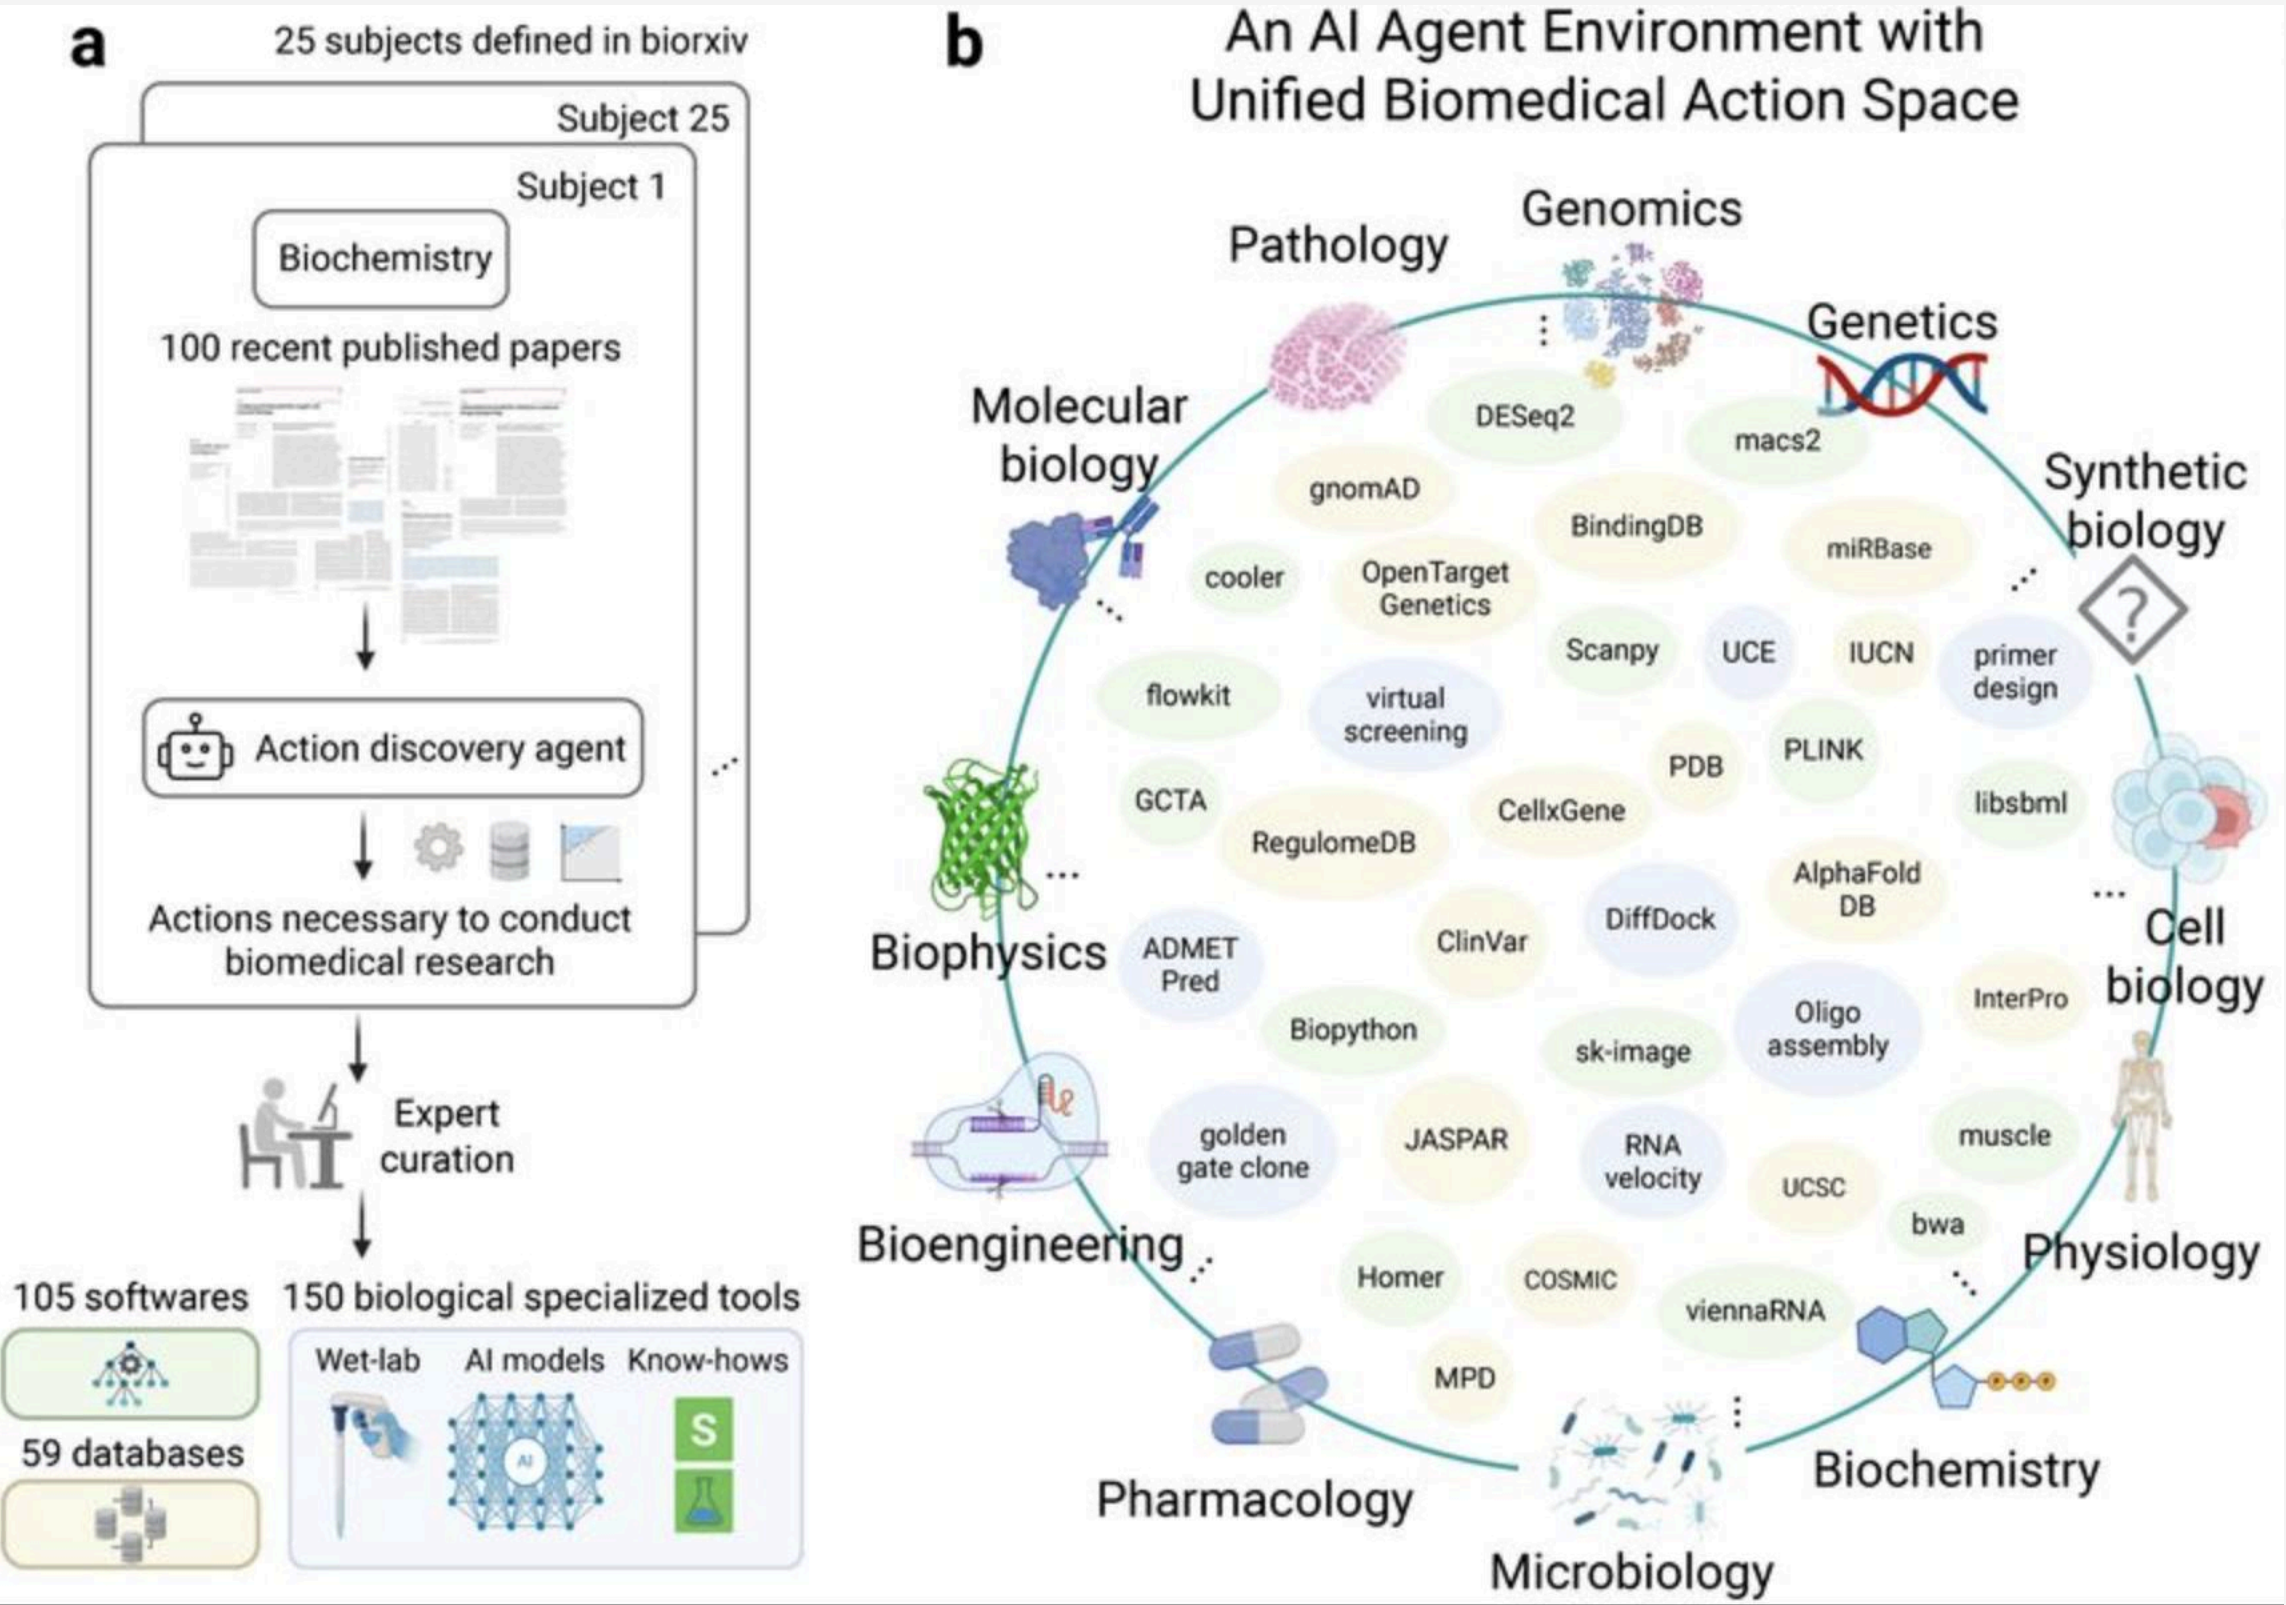 a
25 subjects defined in biorxiv
Subject 25
Subject 1
Biochemistry
100 recent published papers
Action discovery agent
Actions necessary to conduct
biomedical research
Expert
curation
105 softwares
59 databases
150 biological specialized tools
Wet-lab
AI models
Know-hows
AI
S
b
An AI Agent Environment with
Unified Biomedical Action Space
Genomics
Pathology
Genetics
Molecular
biology
Synthetic
biology
?
DESeq2
macs2
gnomAD
BindingDB
miRBase
cooler
OpenTarget
Genetics
Scanpy
UCE
IUCN
primer
design
flowkit
virtual
screening
PDB
PLINK
GCTA
CellxGene
libsbml
RegulomeDB
AlphaFold
DB
Biophysics
ADMET
Pred
ClinVar
DiffDock
Cell
biology
Biopython
sk-image
Oligo
assembly
InterPro
golden
gate clone
JASPAR
RNA
velocity
UCSC
muscle
bwa
Bioengineering
Physiology
Homer
COSMIC
viennaRNA
MPD
Pharmacology
Biochemistry
Microbiology